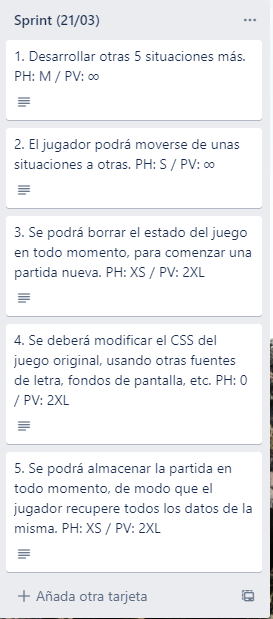 Sprint (21/03)
1. Desarrollar otras 5 situaciones más.
PH: M / PV: ∞
2. El jugador podrá moverse de unas
situaciones a otras. PH: S / PV: ∞
3. Se podrá borrar el estado del juego
en todo momento, para comenzar una
partida nueva. PH: XS / PV: 2XL
4. Se deberá modificar el CSS del
juego original, usando otras fuentes
de letra, fondos de pantalla, etc. PH: 0
/ PV: 2XL
5. Se podrá almacenar la partida en
todo momento, de modo que el
jugador recupere todos los datos de la
misma. PH: XS / PV: 2XL
Añada otra tarjeta